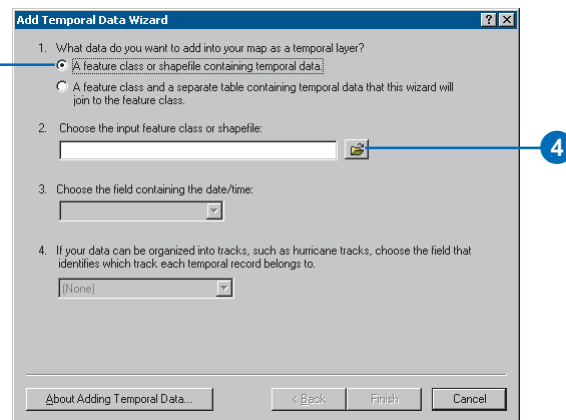 Add Temporal Data Wizard
1. What data do you want to add into your map as a temporal layer?
A feature class or shapefile containing temporal data.
A feature class and a separate table containing temporal data that this wizard will
join to the feature class.
2. Choose the input feature class or shapefile:
4
3. Choose the field containing the date/time:
4. If your data can be organized into tracks, such as hurricane tracks, choose the field that
identifies which track each temporal record belongs to.
(None)
About Adding Temporal Data... < Back Finish Cancel